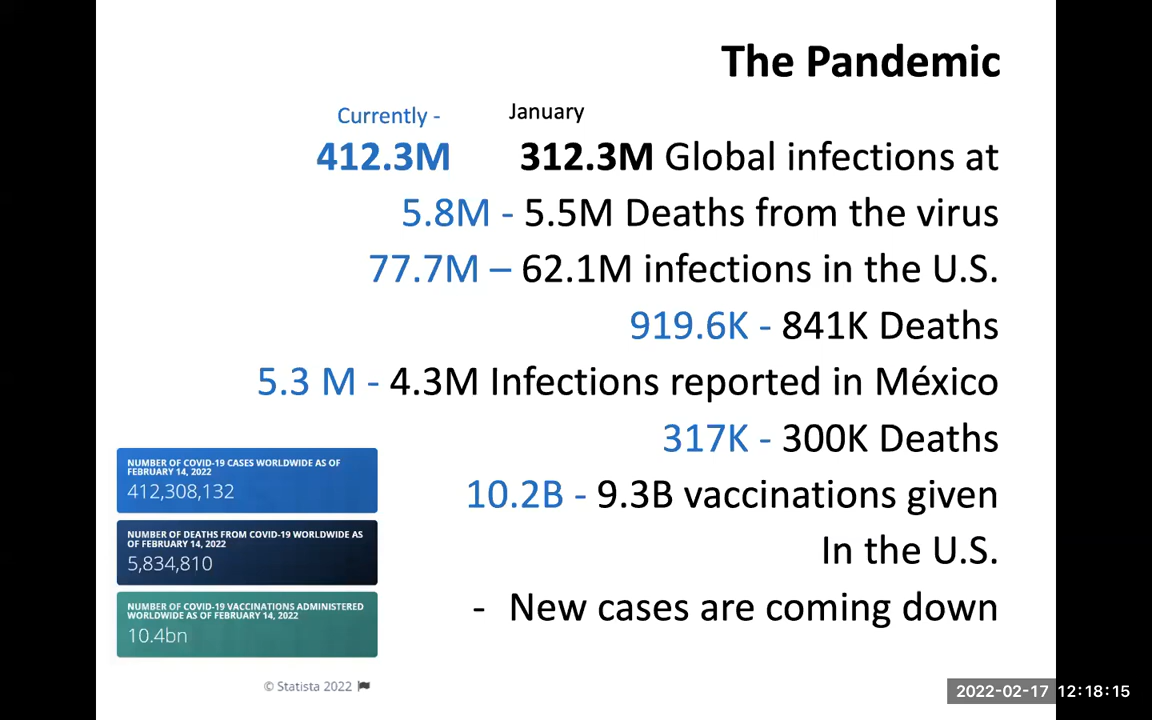 The Pandemic
Currently - January
412.3M 312.3M Global infections at
5.8M - 5.5M Deaths from the virus
77.7M – 62.1M infections in the U.S.
919.6K - 841K Deaths
5.3 M - 4.3M Infections reported in México
317K - 300K Deaths
10.2B - 9.3B vaccinations given
In the U.S.
- New cases are coming down
NUMBER OF COVID-19 CASES WORLDWIDE AS OF
FEBRUARY 14, 2022
412,308,132
NUMBER OF DEATHS FROM COVID-19 WORLDWIDE AS
OF FEBRUARY 14, 2022
5,834,810
NUMBER OF COVID-19 VACCINATIONS ADMINISTERED
WORLDWIDE AS OF FEBRUARY 14, 2022
10.4bn
© Statista 2022
2022-02-17 12:18:15